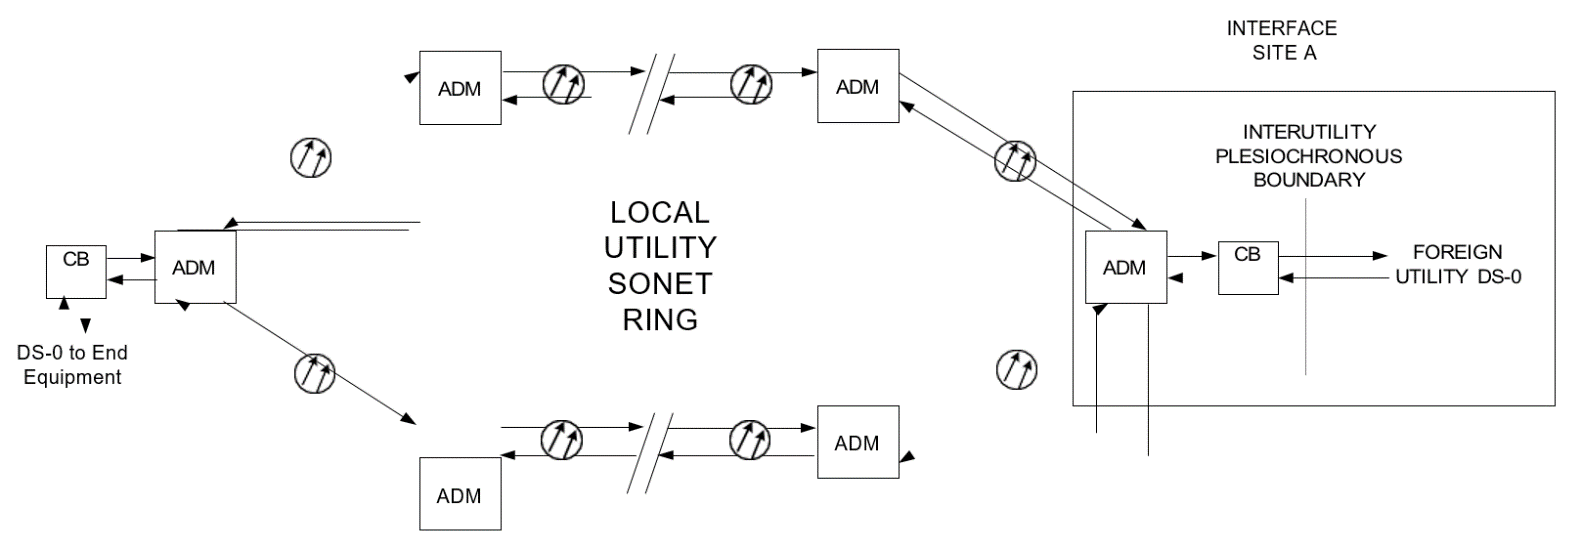 INTERFACE
SITE A
ADM
ADM
INTERUTILITY
PLESIOCHRONOUS
BOUNDARY
LOCAL
UTILITY
SONET
RING
CB
ADM
ADM
CB
FOREIGN
UTILITY DS-0
DS-0 to End
Equipment
ADM
ADM